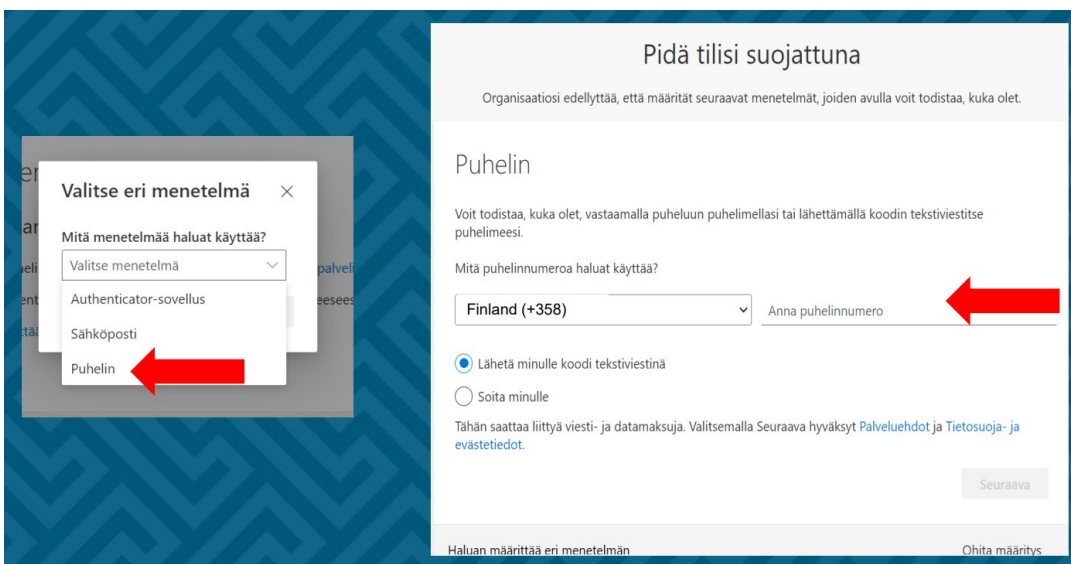 Valitse eri menetelmä
Mitä menetelmää haluat käyttää?
Valitse menetelmä
Authenticator-sovellus
Sähköposti
Puhelin
Pidä tilisi suojattuna
Organisaatiosi edellyttää, että määrität seuraavat menetelmät, joiden avulla voit todistaa, kuka olet.
Puhelin
Voit todistaa, kuka olet, vastaamalla puheluun puhelimellasi tai lähettämällä koodin tekstiviestitse
puhelimeesi.
Mitä puhelinnumeroa haluat käyttää?
Finland (+358)
Anna puhelinnumero
Lähetä minulle koodi tekstiviestinä
Soita minulle
Tähän saattaa liittyä viesti- ja datamaksuja. Valitsemalla Seuraava hyväksyt Palveluehdot ja Tietosuoja- ja
evästetiedot.
Seuraava
Haluan määrittää eri menetelmän
Ohita määritys